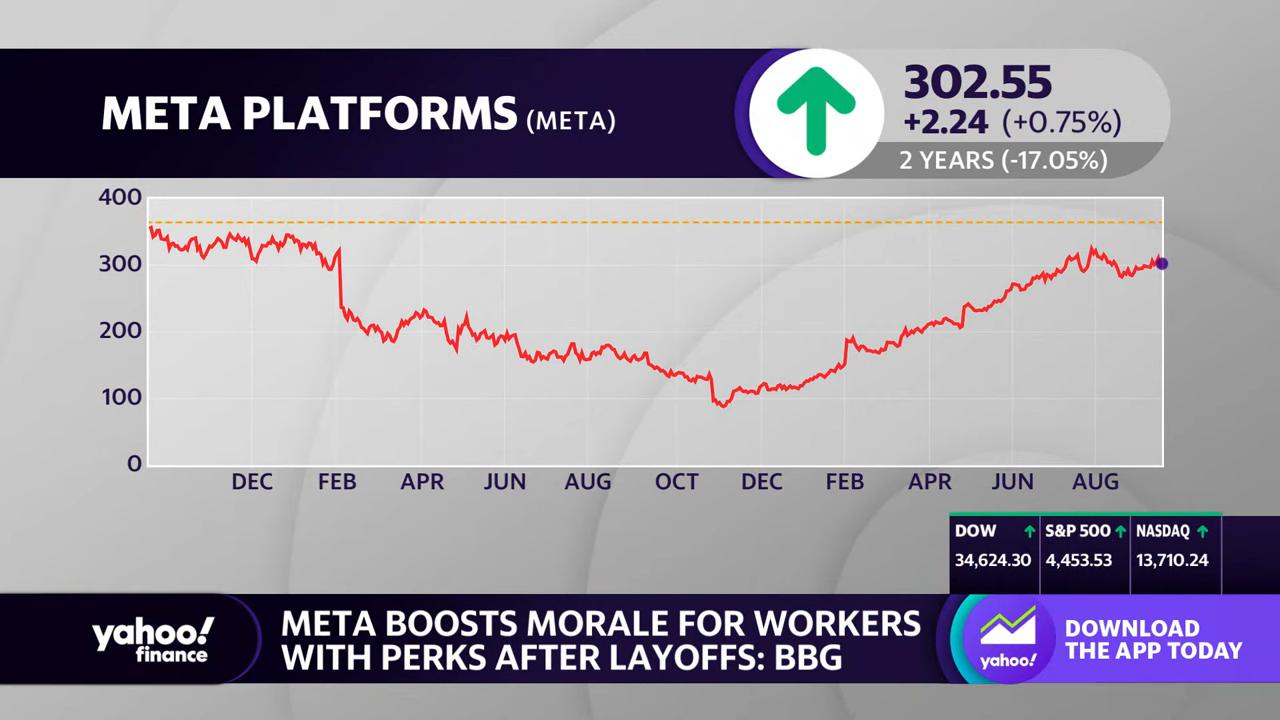 META PLATFORMS (META)
302.55
+2.24 (+0.75%)
2 YEARS (-17.05%)
400
300
200
100
0
DEC FEB APR JUN AUG OCT DEC FEB APR JUN AUG
DOW S&P 500 NASDAQ
34,624.30 4,453.53 13,710.24
yahoo!
finance
META BOOSTS MORALE FOR WORKERS
WITH PERKS AFTER LAYOFFS: BBG
yahoo!
DOWNLOAD
THE APP TODAY